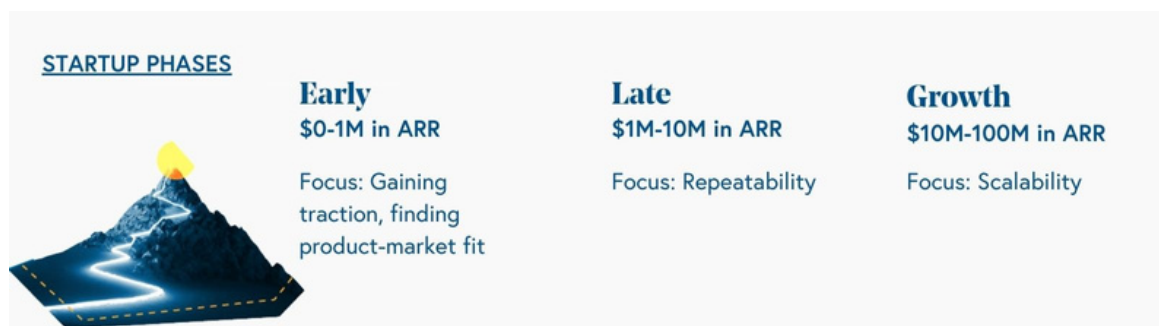 STARTUP PHASES
Early
$0-1M in ARR
Focus: Gaining
traction, finding
product-market fit
Late
$1M-10M in ARR
Focus: Repeatability
Growth
$10M-100M in ARR
Focus: Scalability